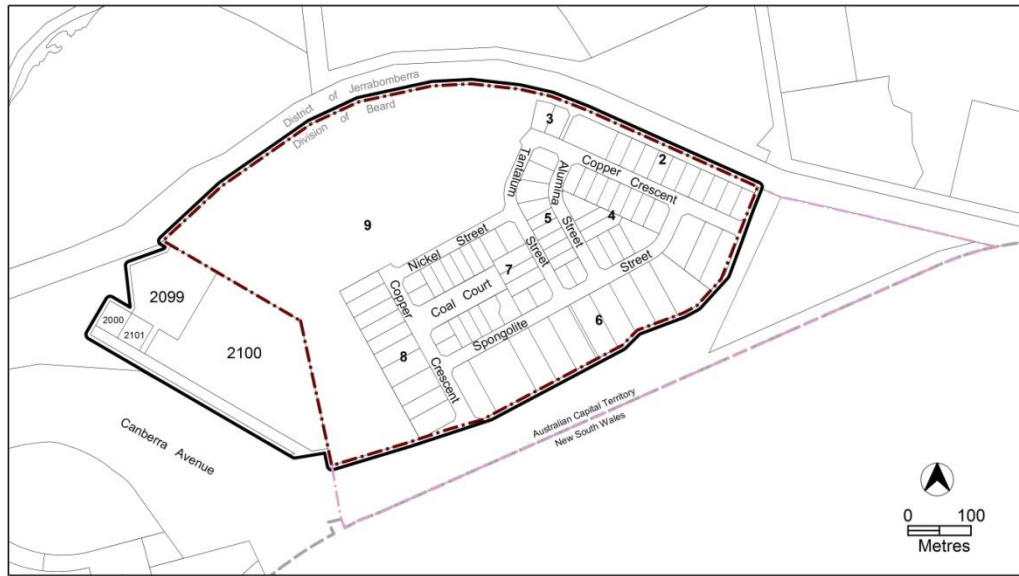 District of Jerrabomberra
Division of Beard
3
2
Copper Crescent
Tantalum Street
Alumina Street
4
5
9
Nickel Street
7
Coal Court
Copper Crescent
Spongolite Street
6
8
2099
2000
2101
2100
Canberra Avenue
Australian Capital Territory
New South Wales
0 100
Metres